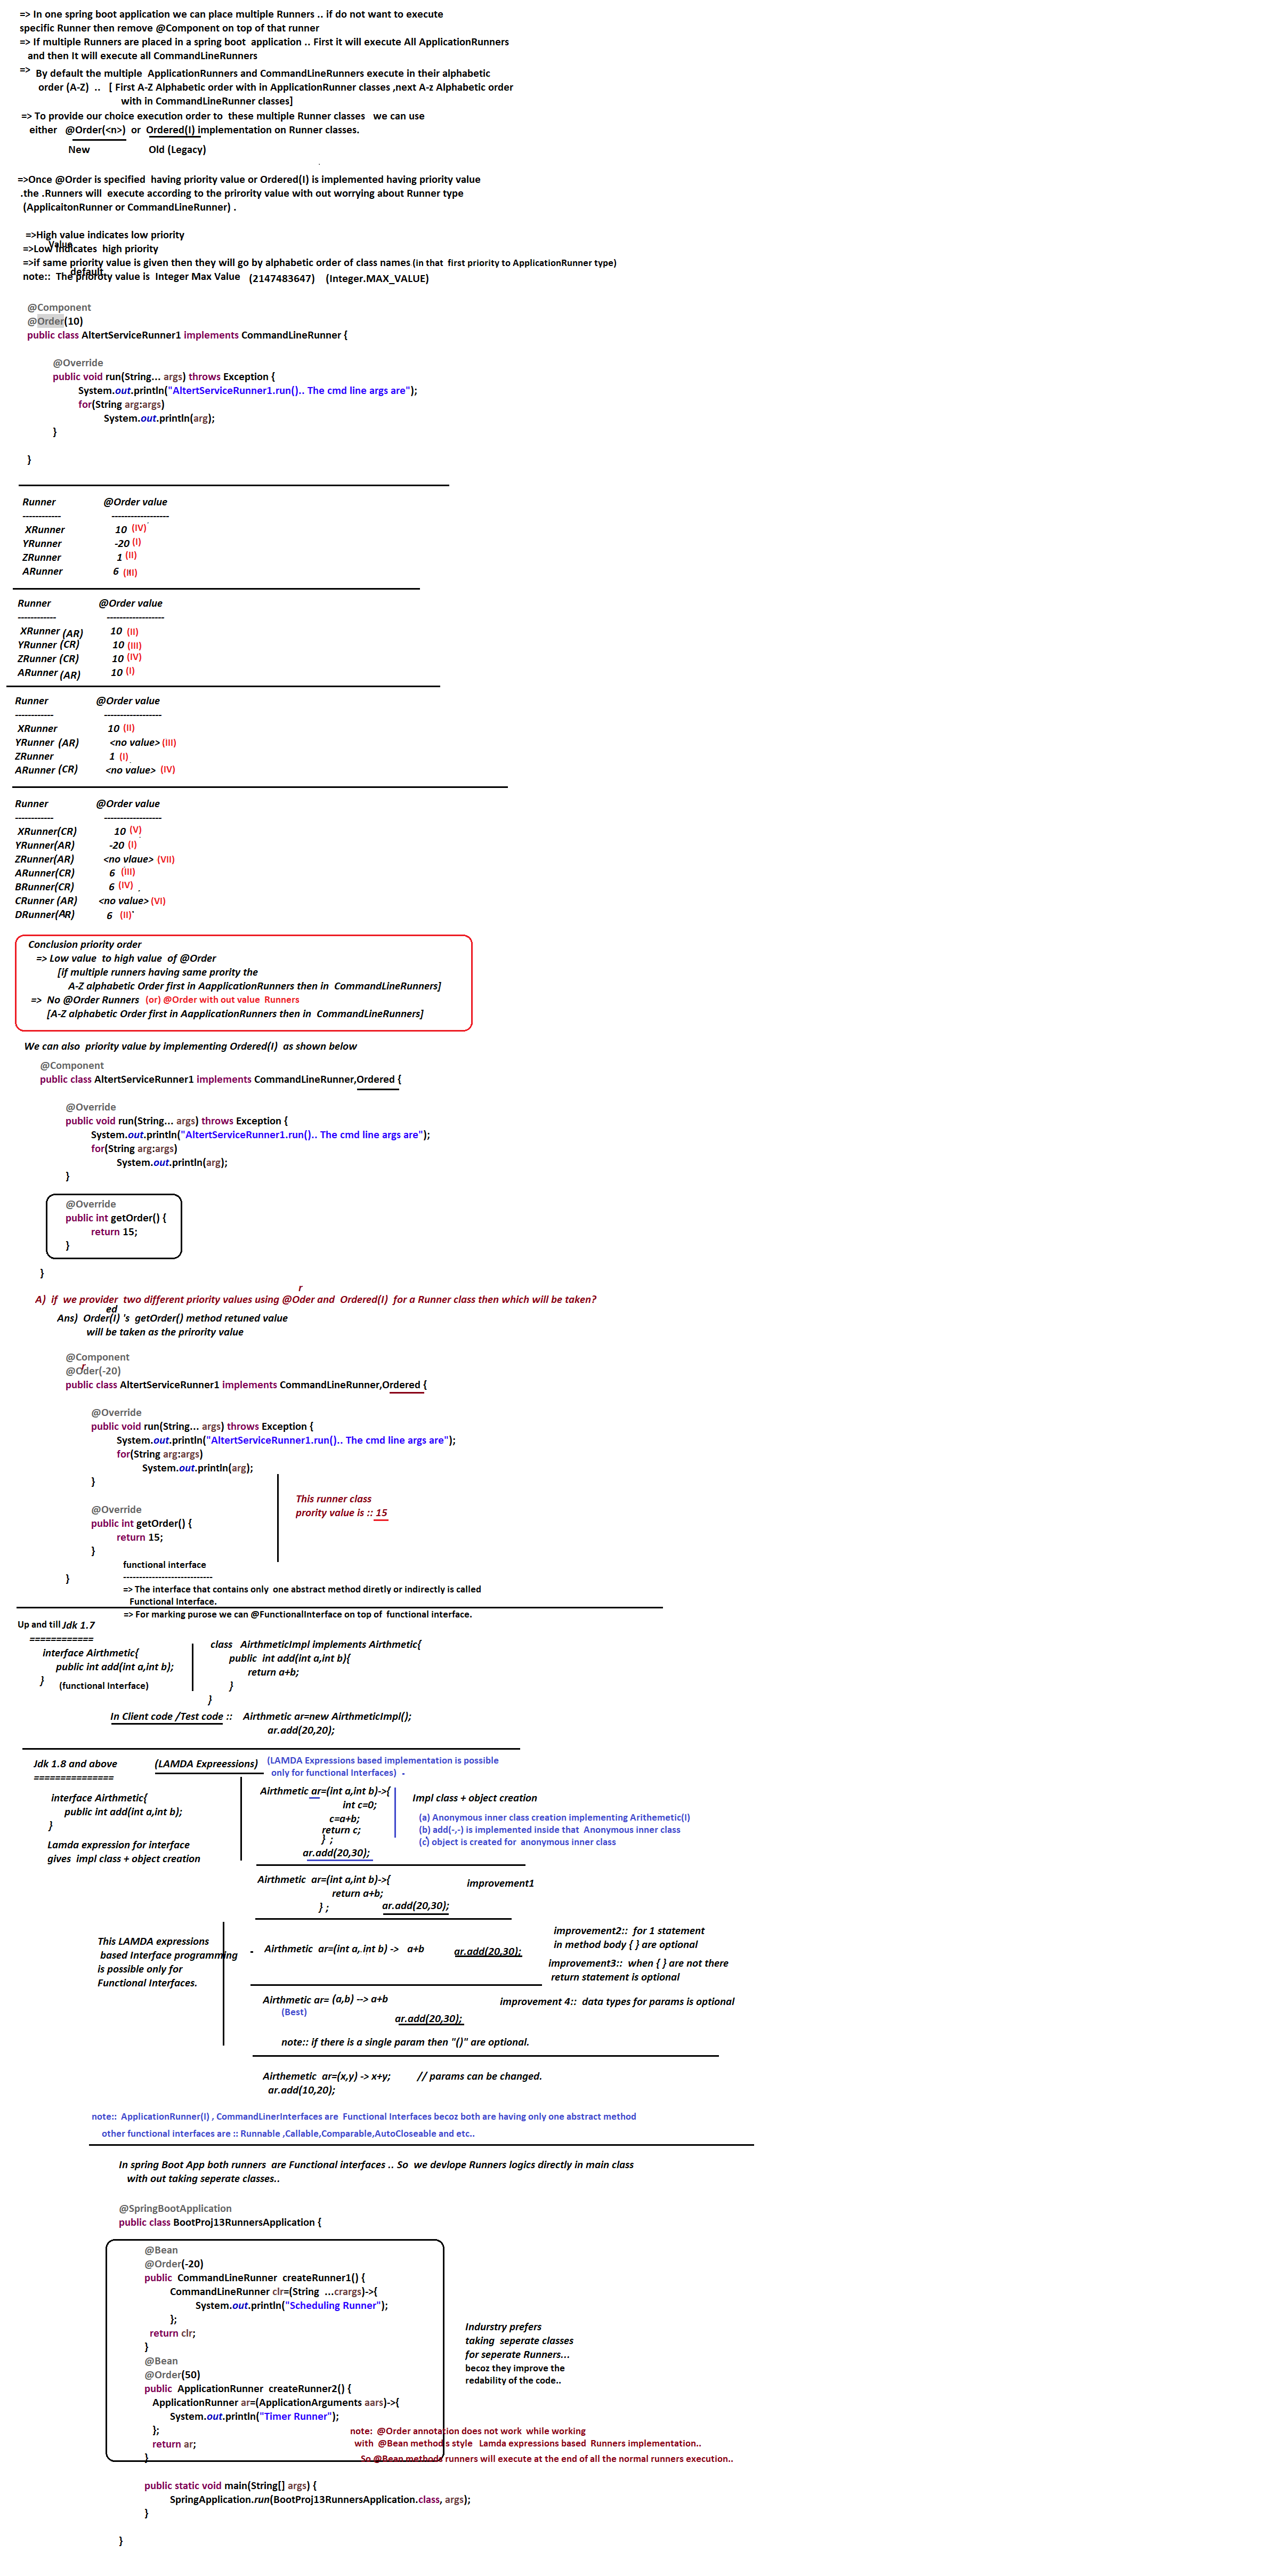 => In one spring boot application we can place multiple Runners .. if do not want to execute
specific Runner then remove @Component on top of that runner
=> If multiple Runners are placed in a spring boot application .. First it will execute All ApplicationRunners
and then It will execute all CommandLineRunners
=> By default the multiple ApplicationRunners and CommandLineRunners execute in their alphabetic
order (A-Z) .. [ First A-Z Alphabetic order with in ApplicationRunner classes ,next A-z Alphabetic order
with in CommandLineRunner classes]
=> To provide our choice execution order to these multiple Runner classes we can use
either @Order(<n>) or Ordered(I) implementation on Runner classes.
New Old (Legacy)
=>Once @Order is specified having priority value or Ordered(I) is implemented having priority value
.the .Runners will execute according to the prirority value with out worrying about Runner type
(ApplicaitonRunner or CommandLineRunner) .
=>High value indicates low priority
Value
=>Low indicates high priority
=>if same priority value is given then they will go by alphabetic order of class names (in that first priority to ApplicationRunner type)
default
note:: The prioroty value is Integer Max Value (2147483647) (Integer.MAX_VALUE)
@Component
@Order(10)
public class AltertServiceRunner1 implements CommandLineRunner {
@Override
public void run(String... args) throws Exception {
System.out.println("AltertServiceRunner1.run().. The cmd line args are");
for(String arg:args)
System.out.println(arg);
}
}
Runner @Order value
------------ -----------------
XRunner 10 (IV)
YRunner -20 (I)
ZRunner 1 (II)
ARunner 6 (III)
Runner @Order value
------------ -----------------
XRunner (AR) 10 (II)
YRunner (CR) 10 (III)
ZRunner (CR) 10 (IV)
ARunner (AR) 10 (I)
Runner @Order value
------------ -----------------
XRunner 10 (II)
YRunner (AR) <no value> (III)
ZRunner 1 (I)
ARunner (CR) <no value> (IV)
Runner @Order value
------------ -----------------
XRunner(CR) 10 (V)
YRunner(AR) -20 (I)
ZRunner(AR) <no vlaue> (VII)
ARunner(CR) 6 (III)
BRunner(CR) 6 (IV)
CRunner (AR) <no value> (VI)
DRunner(AR) 6 (II)
Conclusion priority order
=> Low value to high value of @Order
[if multiple runners having same prority the
A-Z alphabetic Order first in AapplicationRunners then in CommandLineRunners]
=> No @Order Runners (or) @Order with out value Runners
[A-Z alphabetic Order first in AapplicationRunners then in CommandLineRunners]
We can also priority value by implementing Ordered(I) as shown below
@Component
public class AltertServiceRunner1 implements CommandLineRunner,Ordered {
@Override
public void run(String... args) throws Exception {
System.out.println("AltertServiceRunner1.run().. The cmd line args are");
for(String arg:args)
System.out.println(arg);
}
@Override
public int getOrder() {
return 15;
}
}
r
A) if we provider two different priority values using @Oder and Ordered(I) for a Runner class then which will be taken?
ed
Ans) Order(I) 's getOrder() method retuned value
will be taken as the prirority value
@Component
r
@Oder(-20)
public class AltertServiceRunner1 implements CommandLineRunner,Ordered {
@Override
public void run(String... args) throws Exception {
System.out.println("AltertServiceRunner1.run().. The cmd line args are");
for(String arg:args)
System.out.println(arg);
}
This runner class
prority value is :: 15
@Override
public int getOrder() {
return 15;
}
}
functional interface
----------------------------
=> The interface that contains only one abstract method diretly or indirectly is called
Functional Interface.
=> For marking purose we can @FunctionalInterface on top of functional interface.
Up and till Jdk 1.7
============
interface Airthmetic{
public int add(int a,int b);
}
(functional Interface)
class AirthmeticImpl implements Airthmetic{
public int add(int a,int b){
return a+b;
}
}
In Client code /Test code :: Airthmetic ar=new AirthmeticImpl();
ar.add(20,20);
Jdk 1.8 and above (LAMDA Expreessions) (LAMDA Expressions based implementation is possible
only for functional Interfaces) .
===============
interface Airthmetic{
public int add(int a,int b);
}
Lamda expression for interface
gives impl class + object creation
Airthmetic ar=(int a,int b)->{
int c=0;
c=a+b;
return c;
} ;
ar.add(20,30);
Impl class + object creation
(a) Anonymous inner class creation implementing Arithemetic(I)
(b) add(-,-) is implemented inside that Anonymous inner class
(c) object is created for anonymous inner class
Airthmetic ar=(int a,int b)->{
return a+b;
} ; ar.add(20,30);
improvement1
This LAMDA expressions
based Interface programming
is possible only for
Functional Interfaces.
- Airthmetic ar=(int a,.int b) -> a+b ar.add(20,30);
improvement2:: for 1 statement
in method body { } are optional
improvement3:: when { } are not there
return statement is optional
Airthmetic ar= (a,b) --> a+b
(Best)
ar.add(20,30);
improvement 4:: data types for params is optional
note:: if there is a single param then "()" are optional.
Airthemetic ar=(x,y) -> x+y; // params can be changed.
ar.add(10,20);
note:: ApplicationRunner(I) , CommandLinerInterfaces are Functional Interfaces becoz both are having only one abstract method
other functional interfaces are :: Runnable ,Callable,Comparable,AutoCloseable and etc..
In spring Boot App both runners are Functional interfaces .. So we devlope Runners logics directly in main class
with out taking seperate classes..
@SpringBootApplication
public class BootProj13RunnersApplication {
@Bean
@Order(-20)
public CommandLineRunner createRunner1() {
CommandLineRunner clr=(String ...crargs)->{
System.out.println("Scheduling Runner");
};
return clr;
}
@Bean
@Order(50)
public ApplicationRunner createRunner2() {
ApplicationRunner ar=(ApplicationArguments aars)->{
System.out.println("Timer Runner");
};
return ar;
}
Indurstry prefers
taking seperate classes
for seperate Runners...
becoz they improve the
redability of the code..
note: @Order annotation does not work while working
with @Bean methods style Lamda expressions based Runners implementation..
So @Bean methods runners will execute at the end of all the normal runners execution..
public static void main(String[] args) {
SpringApplication.run(BootProj13RunnersApplication.class, args);
}
}